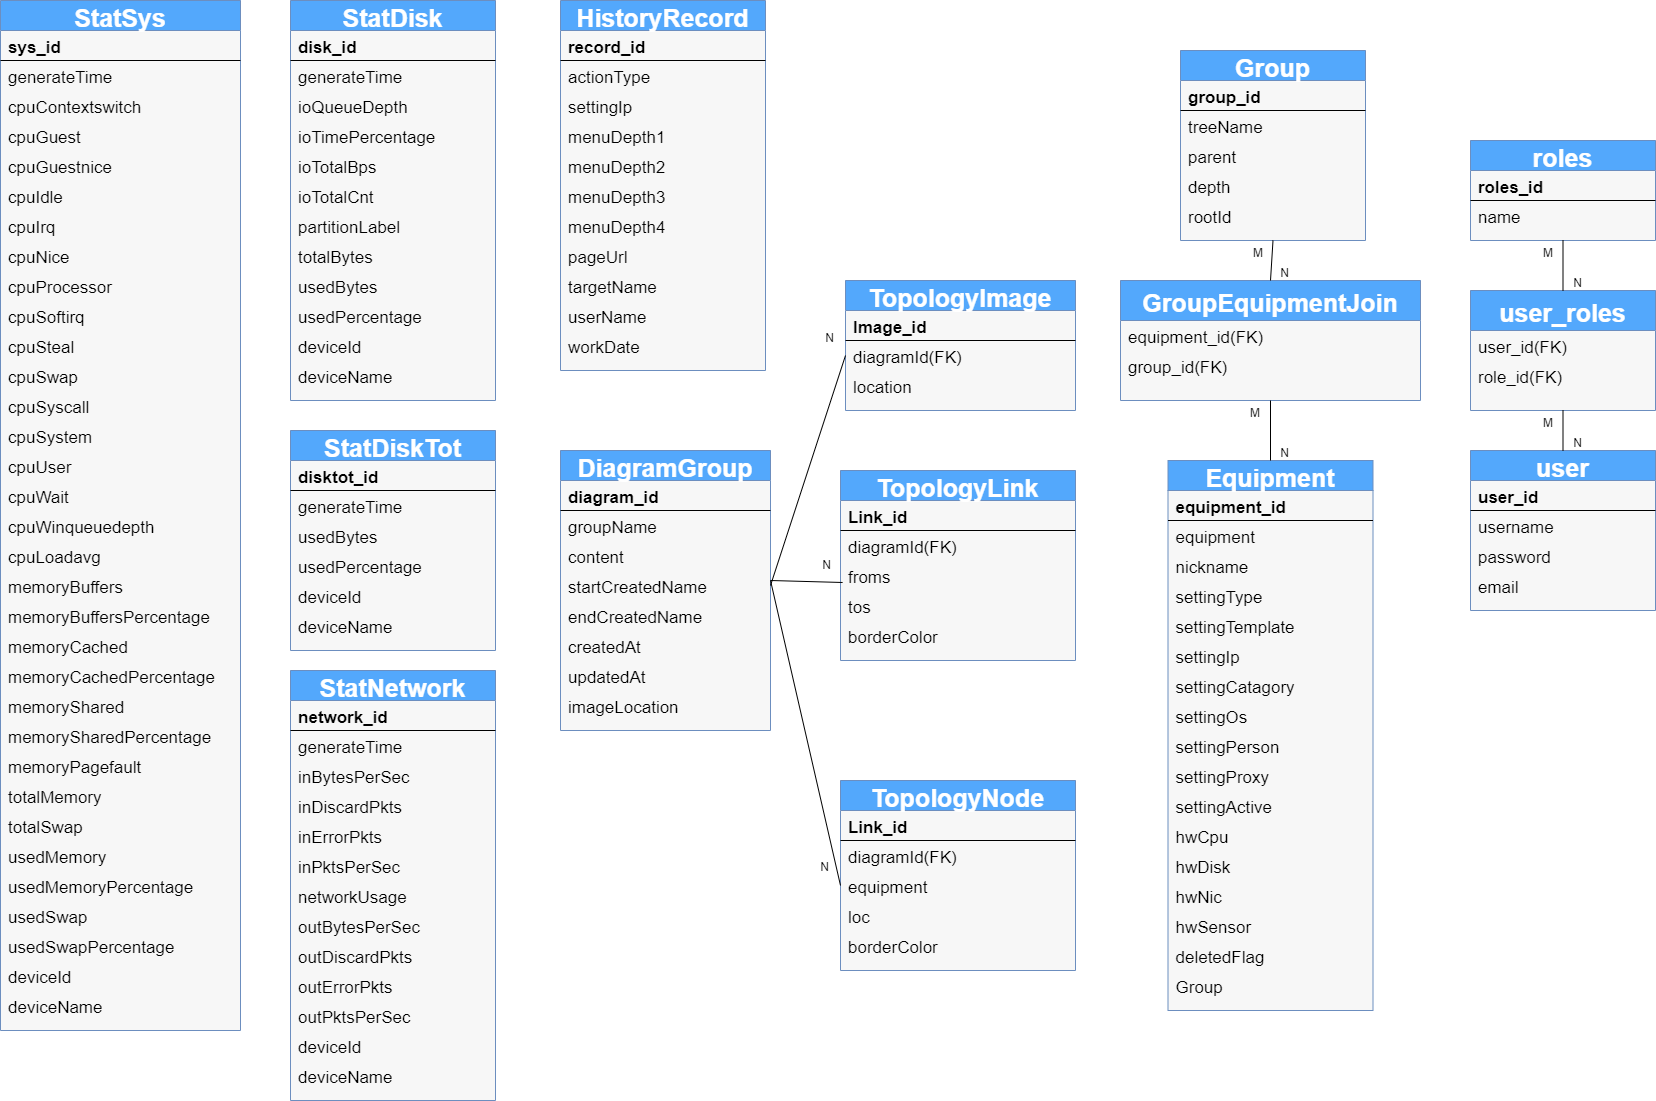 StatSys
sys_id
generateTime
cpuContextswitch
cpuGuest
cpuGuestnice
cpuIdle
cpuIrq
cpuNice
cpuProcessor
cpuSoftirq
cpuSteal
cpuSwap
cpuSyscall
cpuSystem
cpuUser
cpuWait
cpuWinqueuedepth
cpuLoadavg
memoryBuffers
memoryBuffersPercentage
memoryCached
memoryCachedPercentage
memoryShared
memorySharedPercentage
memoryPagefault
totalMemory
totalSwap
usedMemory
usedMemoryPercentage
usedSwap
usedSwapPercentage
deviceId
deviceName
StatDisk
disk_id
generateTime
ioQueueDepth
ioTimePercentage
ioTotalBps
ioTotalCnt
partitionLabel
totalBytes
usedBytes
usedPercentage
deviceId
deviceName
StatDiskTot
disktot_id
generateTime
usedBytes
usedPercentage
deviceId
deviceName
StatNetwork
network_id
generateTime
inBytesPerSec
inDiscardPkts
inErrorPkts
inPktsPerSec
networkUsage
outBytesPerSec
outDiscardPkts
outErrorPkts
outPktsPerSec
deviceId
deviceName
HistoryRecord
record_id
actionType
settingIp
menuDepth1
menuDepth2
menuDepth3
menuDepth4
pageUrl
targetName
userName
workDate
DiagramGroup
diagram_id
groupName
content
startCreatedName
endCreatedName
createdAt
updatedAt
imageLocation
N
N
N
TopologyImage
Image_id
diagramId(FK)
location
TopologyLink
Link_id
diagramId(FK)
froms
tos
borderColor
TopologyNode
Link_id
diagramId(FK)
equipment
loc
borderColor
Group
group_id
treeName
parent
depth
rootId
M
N
GroupEquipmentJoin
equipment_id(FK)
group_id(FK)
M
N
Equipment
equipment_id
equipment
nickname
settingType
settingTemplate
settingIp
settingCatagory
settingOs
settingPerson
settingProxy
settingActive
hwCpu
hwDisk
hwNic
hwSensor
deletedFlag
Group
roles
roles_id
name
M
N
user_roles
user_id(FK)
role_id(FK)
M
N
user
user_id
username
password
email